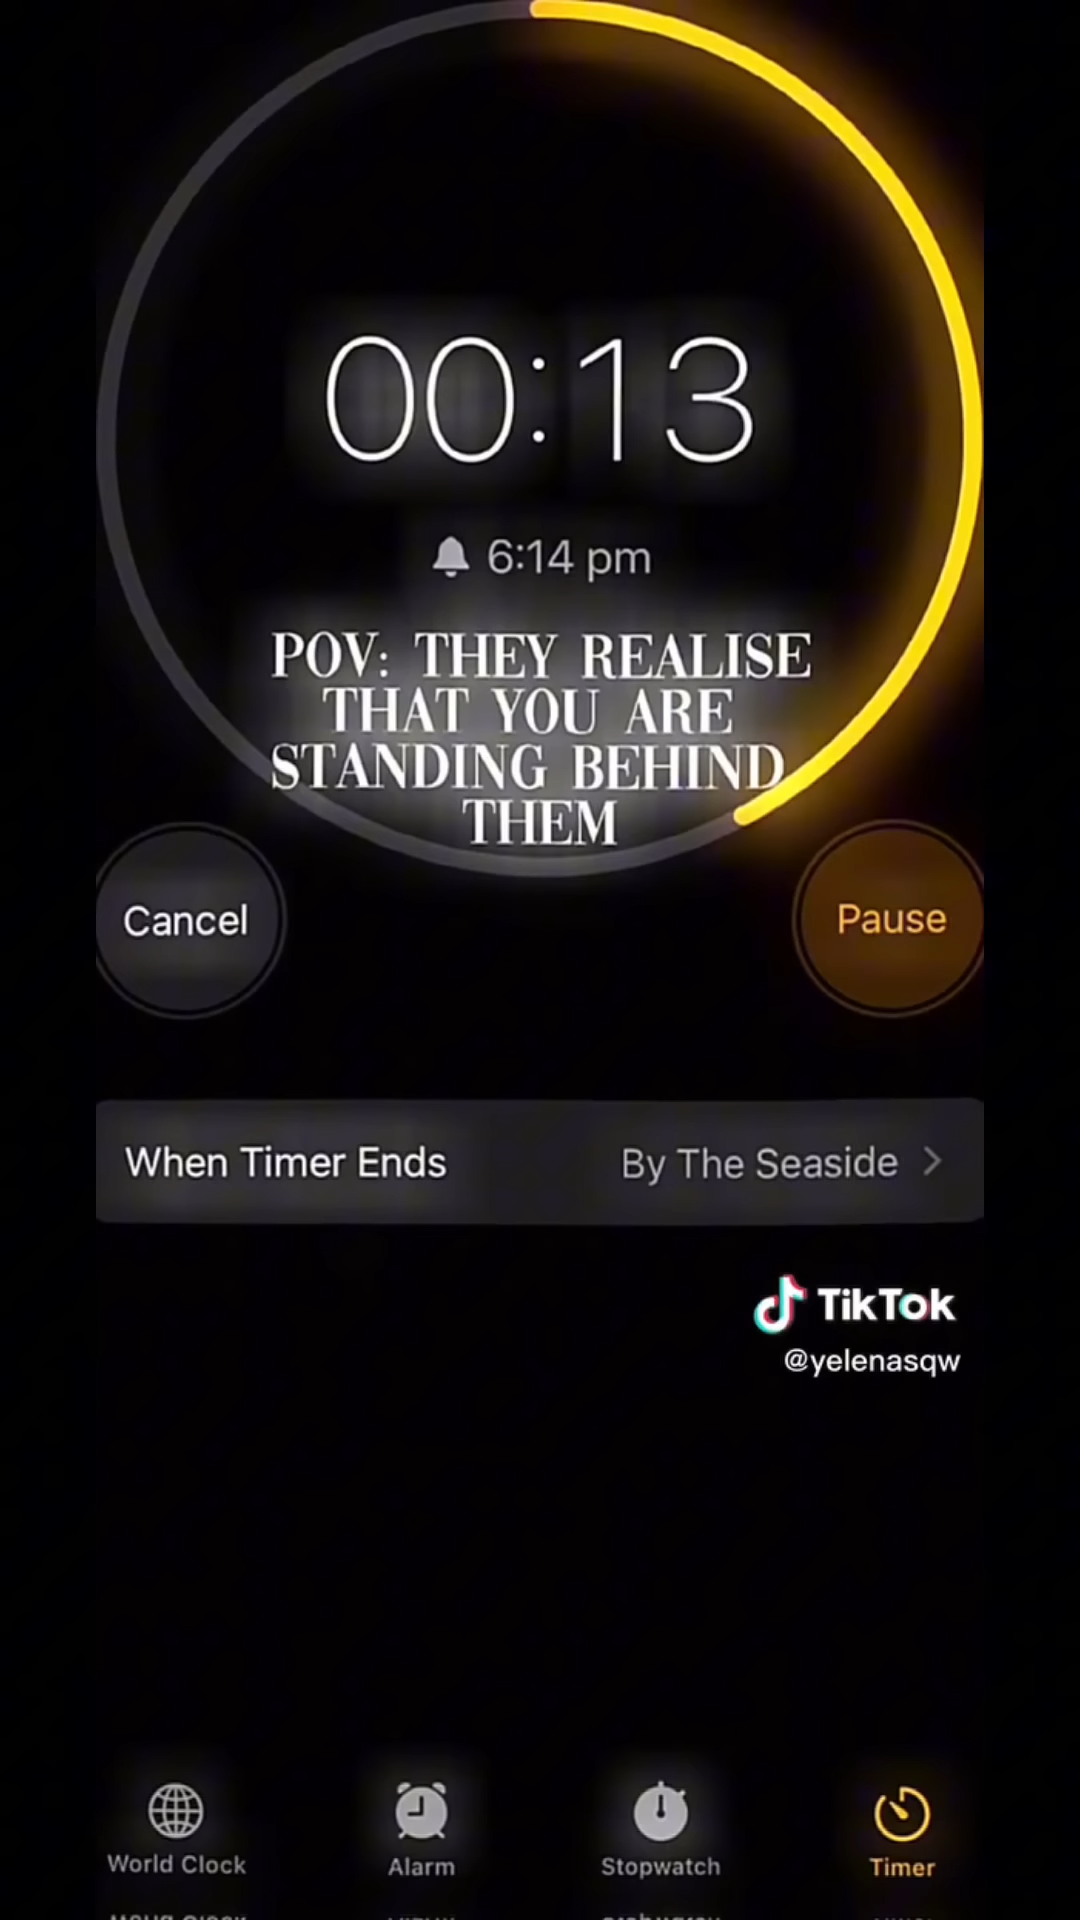 00:13
6:14 pm
POV: THEY REALISE
THAT YOU ARE
STANDING BEHIND
THEM
Cancel
Pause
When Timer Ends
By The Seaside
TikTok
@yelenasqw
World Clock
Alarm
Stopwatch
Timer